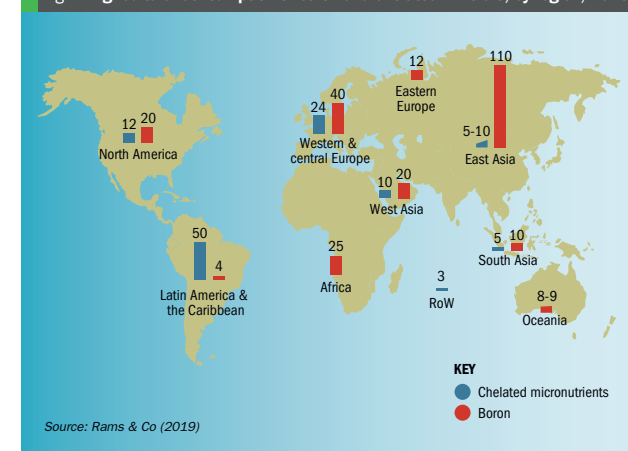 12 20
North America
24 40
Western &
central Europe
12
Eastern
Europe
110
5-10
East Asia
10 20
West Asia
50 4
Latin America &
the Caribbean
25
Africa
3
RoW
5 10
South Asia
8-9
Oceania
KEY
Chelated micronutrients
Boron
Source: Rams & Co (2019)